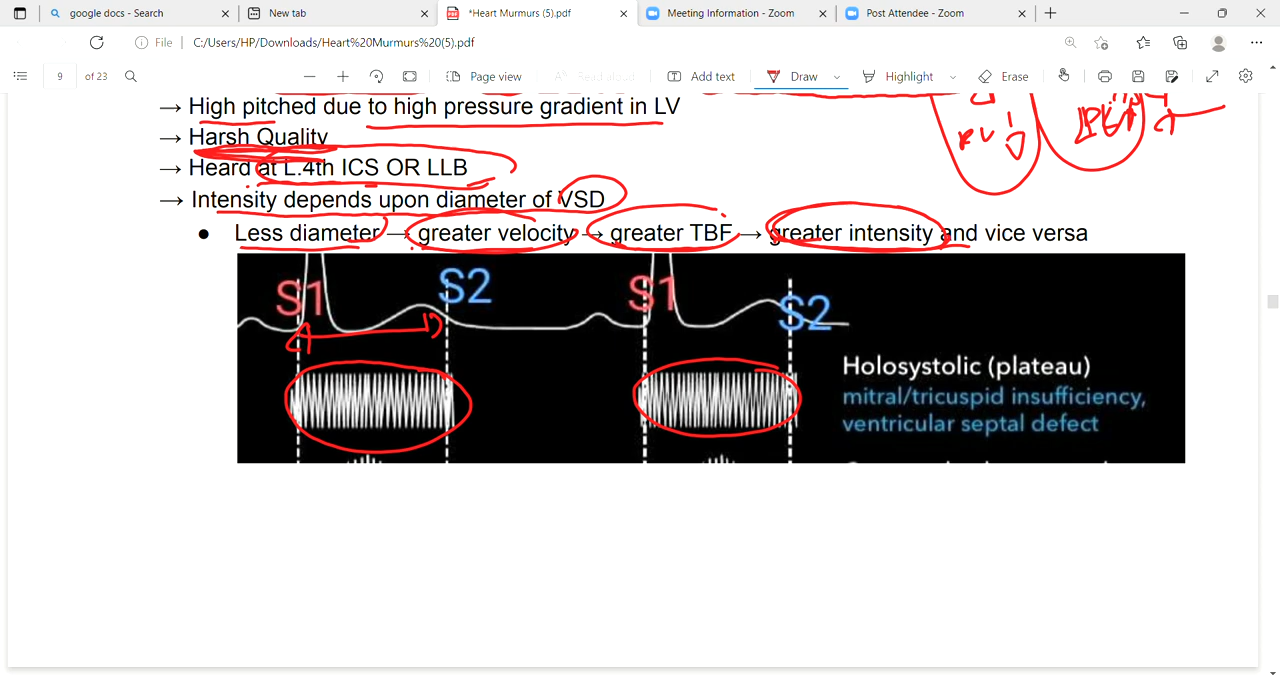 google docs - Search
New tab
*Heart Murmurs (5).pdf
Meeting Information - Zoom
Post Attendee - Zoom
File
C:/Users/HP/Downloads/Heart%20Murmurs%20(5).pdf
9 of 23
Page view
Read aloud
Add text
Draw
Highlight
Erase
→ High pitched due to high pressure gradient in LV
→ Harsh Quality
→ Heard at L.4th ICS OR LLB
→ Intensity depends upon diameter of VSD
● Less diameter → greater velocity → greater TBF → greater intensity and vice versa
RV
S1 S2 S1 S2
Holosystolic (plateau)
mitral/tricuspid insufficiency,
ventricular septal defect